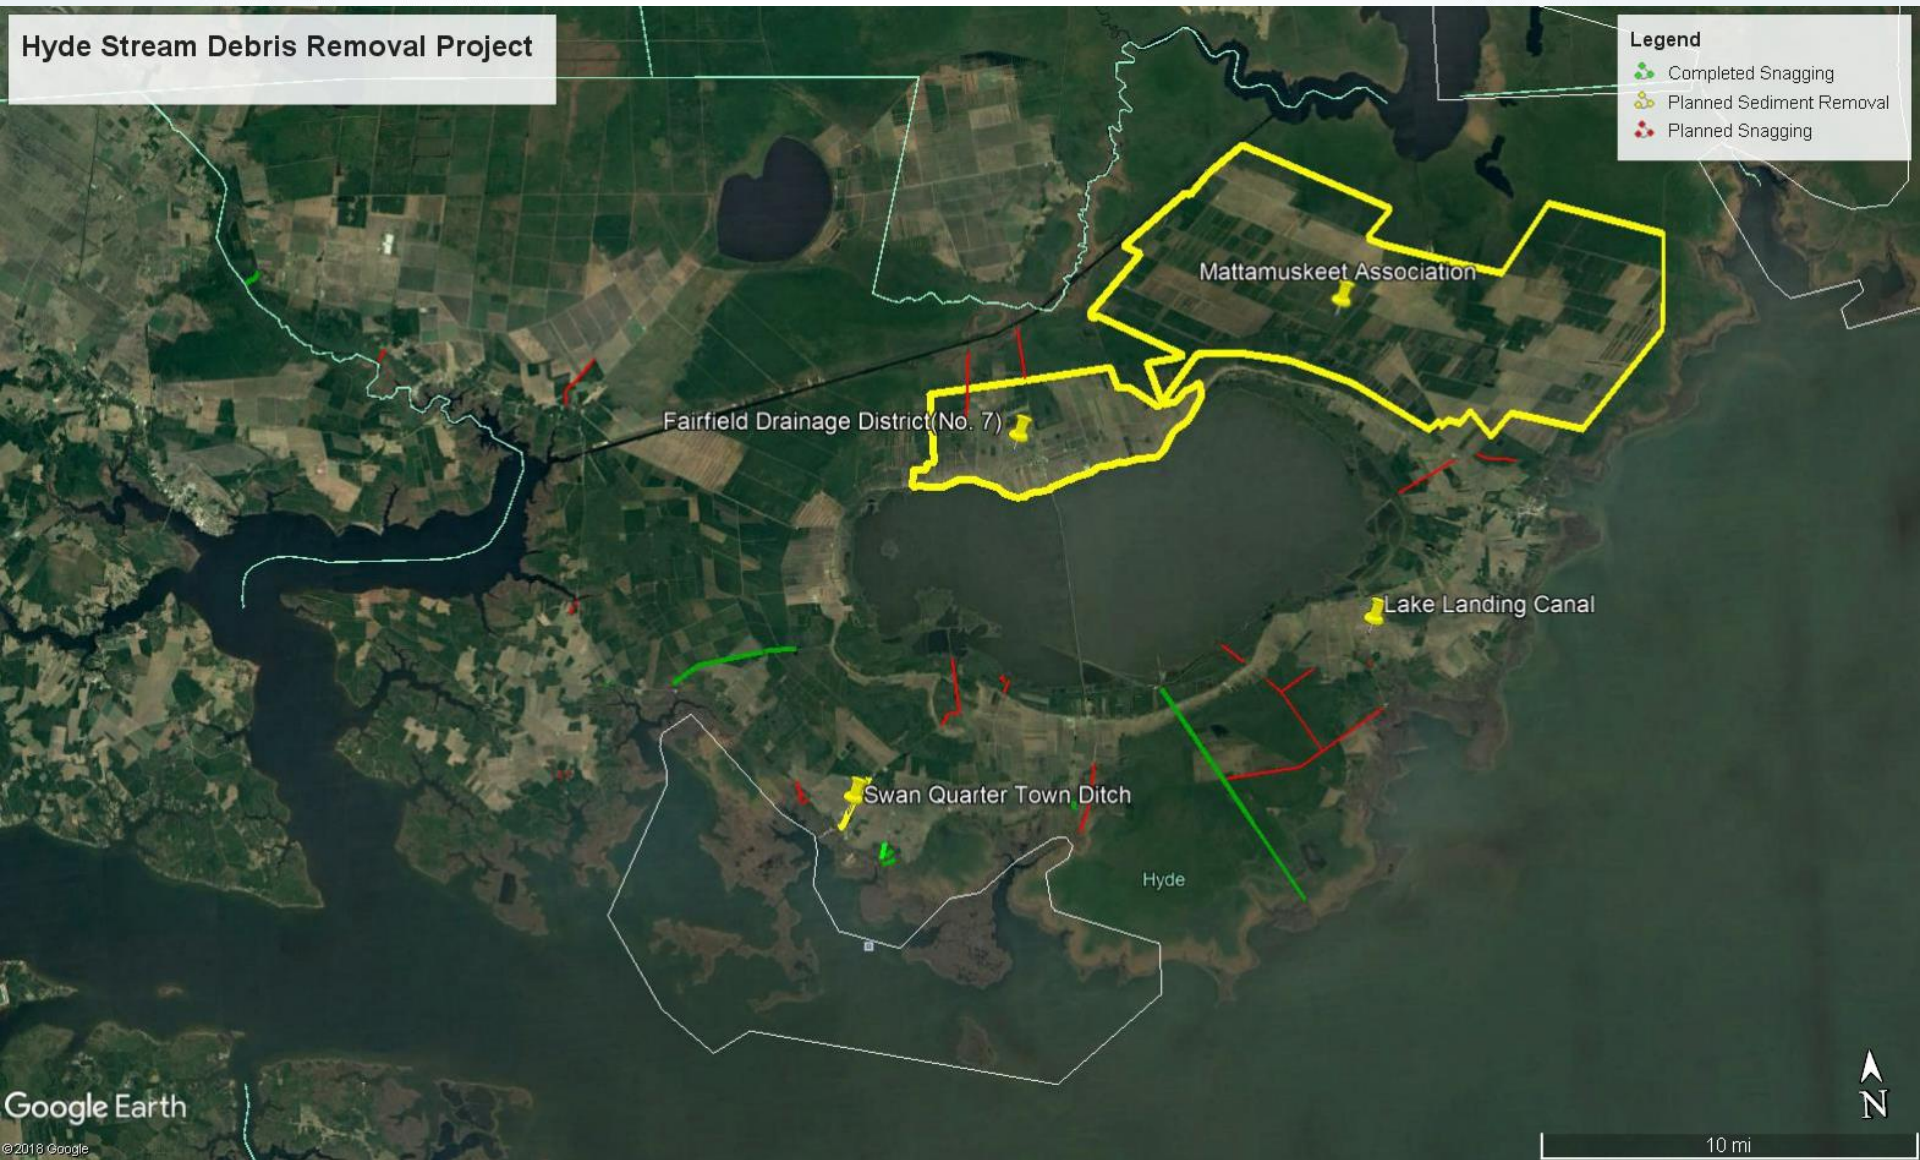 Hyde Stream Debris Removal Project
Legend
Completed Snagging
Planned Sediment Removal
Planned Snagging
Mattamuskeet Association
Fairfield Drainage District(No. 7)
Lake Landing Canal
Swan Quarter Town Ditch
Hyde
Google Earth
©2018 Google
N
10 mi